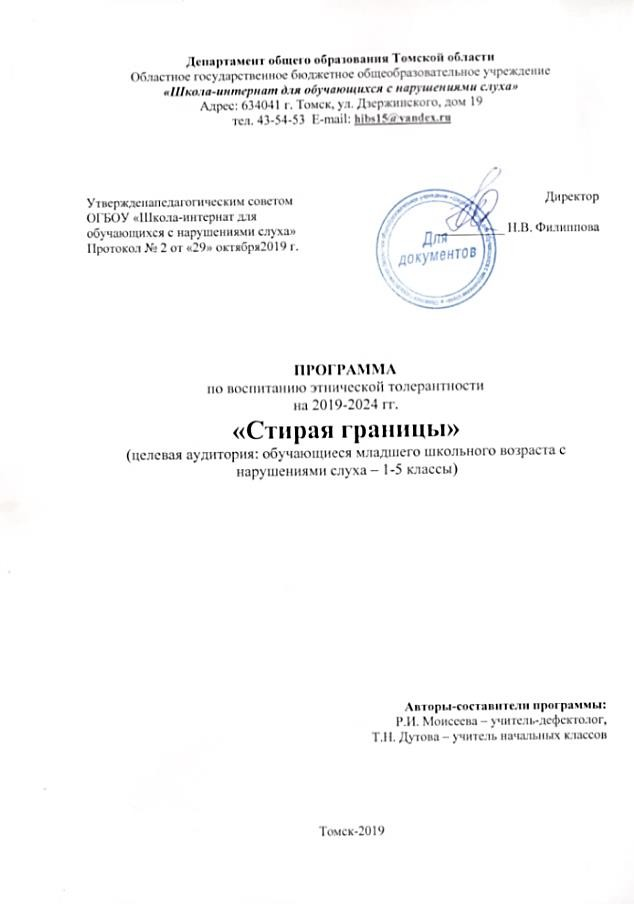 Департамент общего образования Томской области
Областное государственное бюджетное общеобразовательное учреждение
«Школа-интернат для обучающихся с нарушениями слуха»
Адрес: 634041 г. Томск, ул. Дзержинского, дом 19
тел. 43-54-53 E-mail: hibs15@yandex.ru
Утвержденапедагогическим советом
ОГБОУ «Школа-интернат для
обучающихся с нарушениями слуха»
Протокол № 2 от «29» октября2019 г.
Директор
Н.В. Филиппова
Для
документов
ПРОГРАММА
по воспитанию этнической толерантности
на 2019-2024 гг.
«Стирая границы»
(целевая аудитория: обучающиеся младшего школьного возраста с
нарушениями слуха – 1-5 классы)
Авторы-составители программы:
Р.И. Моисеева – учитель-дефектолог,
Т.Н. Дутова – учитель начальных классов
Томск-2019